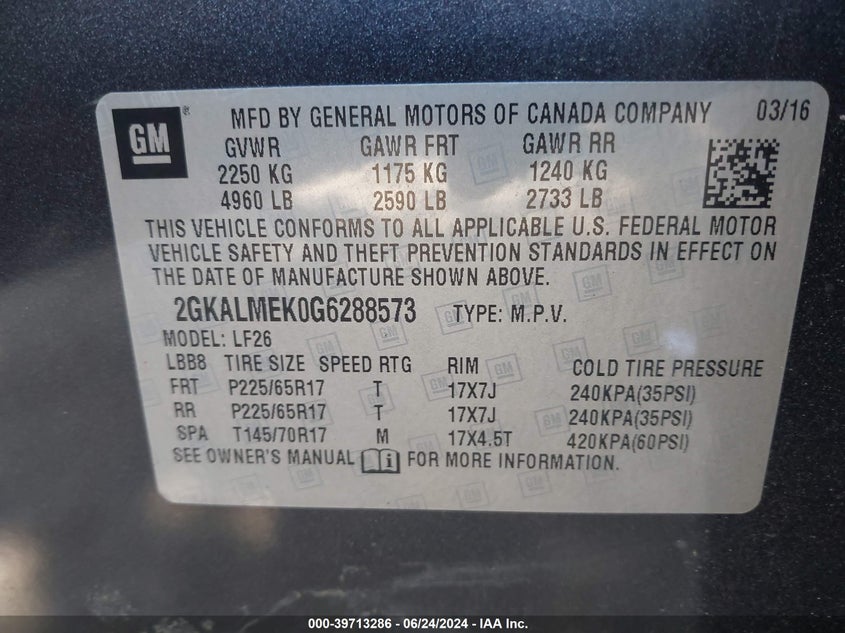 GM ® MFD BY GENERAL MOTORS OF CANADA COMPANY 03/16
GVWR GAWR FRT GAWR RR
2250 KG 1175 KG 1240 KG
4960 LB 2590 LB 2733 LB
THIS VEHICLE CONFORMS TO ALL APPLICABLE U.S. FEDERAL MOTOR
VEHICLE SAFETY AND THEFT PREVENTION STANDARDS IN EFFECT ON
THE DATE OF MANUFACTURE SHOWN ABOVE.
2GKALMEK0G6288573 TYPE: M.P.V.
MODEL: LF26
LBB8 TIRE SIZE SPEED RTG RIM COLD TIRE PRESSURE
FRT P225/65R17 T 17X7J 240KPA(35PSI)
RR P225/65R17 T 17X7J 240KPA(35PSI)
SPA T145/70R17 M 17X4.5T 420KPA(60PSI)
SEE OWNER'S MANUAL i FOR MORE INFORMATION.
000-39713286 - 06/24/2024 - IAA Inc.